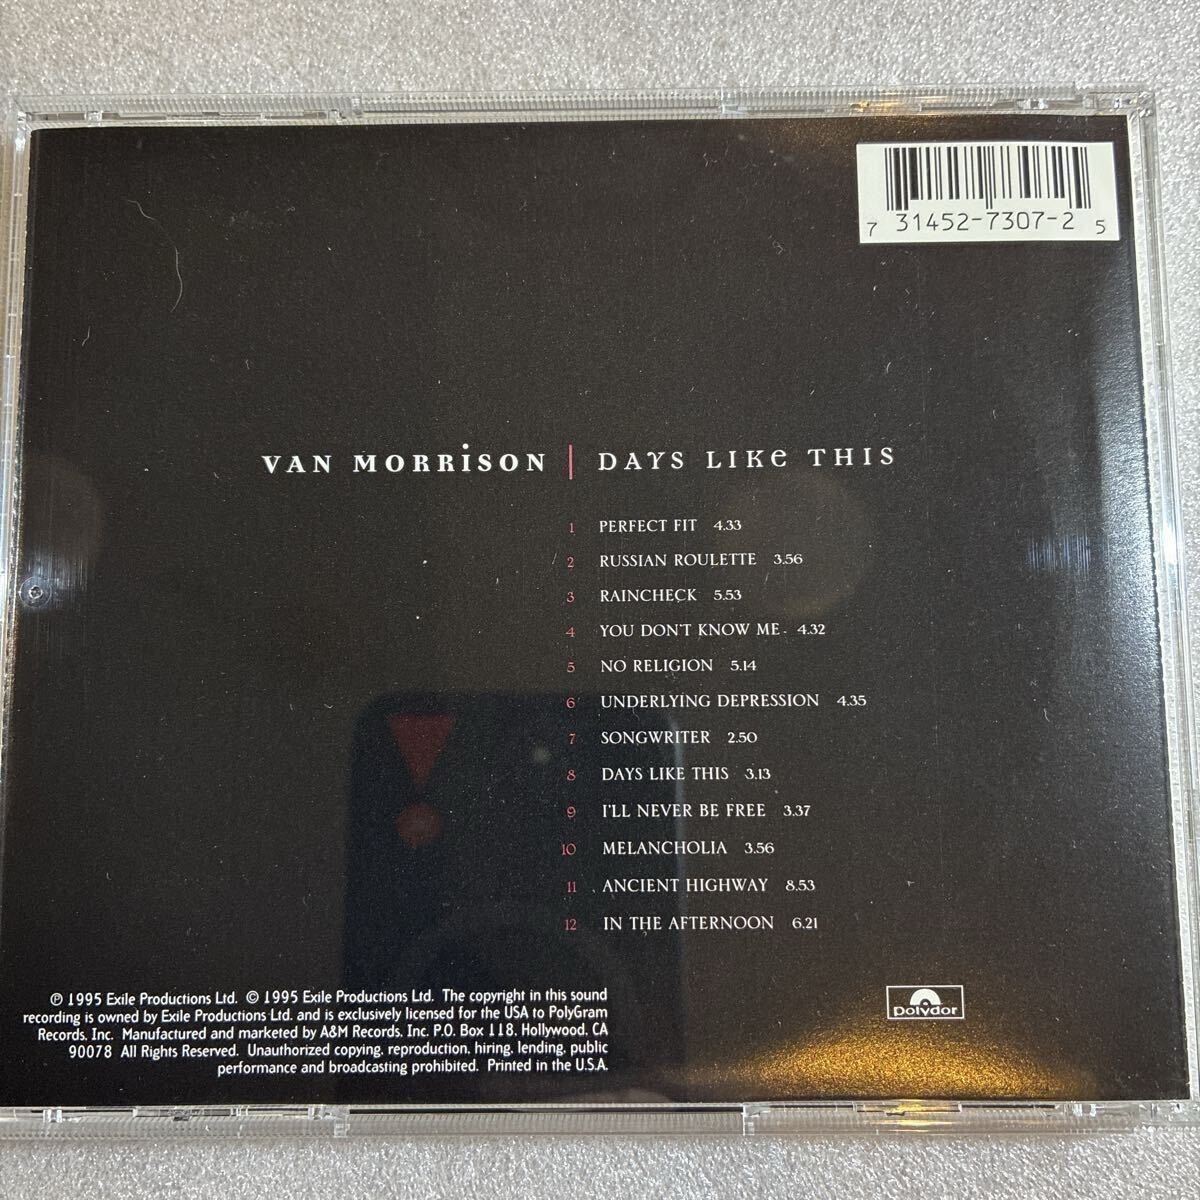 7 31452-7307-2 5
VAN MORRiSON | DAYS LIKe THIS
1 PERFECT FIT 4.33
2 RUSSIAN ROULETTE 3.56
3 RAINCHECK 5.53
4 YOU DON'T KNOW ME 4.32
5 NO RELIGION 5.14
6 UNDERLYING DEPRESSION 4.35
7 SONGWRITER 2.50
8 DAYS LIKE THIS 3.13
9 I'LL NEVER BE FREE 3.37
10 MELANCHOLIA 3.56
11 ANCIENT HIGHWAY 8.53
12 IN THE AFTERNOON 6.21
℗ 1995 Exile Productions Ltd. © 1995 Exile Productions Ltd. The copyright in this sound
recording is owned by Exile Productions Ltd. and is exclusively licensed for the USA to PolyGram
Records, Inc. Manufactured and marketed by A&M Records, Inc. P.O. Box 118, Hollywood, CA
90078 All Rights Reserved. Unauthorized copying, reproduction, hiring, lending, public
performance and broadcasting prohibited. Printed in the U.S.A.
polydor